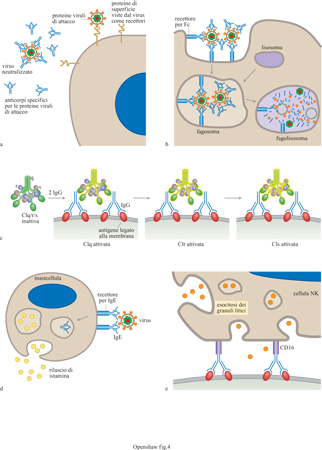 proteine virali
di attacco
proteine di
superficie
viste dal virus
come recettori
virus
neutralizzato
anticorpi specifici
per le proteine virali
di attacco
a
recettore
per Fc
lisosoma
fagosoma
fagolisosoma
b
2 IgG
IgG
C1q r/s
inattiva
antigene legato
alla membrana
C1q attivata
C1r attivata
C1s attivata
c
mastcellula
recettore
per IgE
virus
IgE
rilascio di
istamina
d
cellula NK
esocitosi dei
granuli litici
CD16
e
Openshaw fig.4